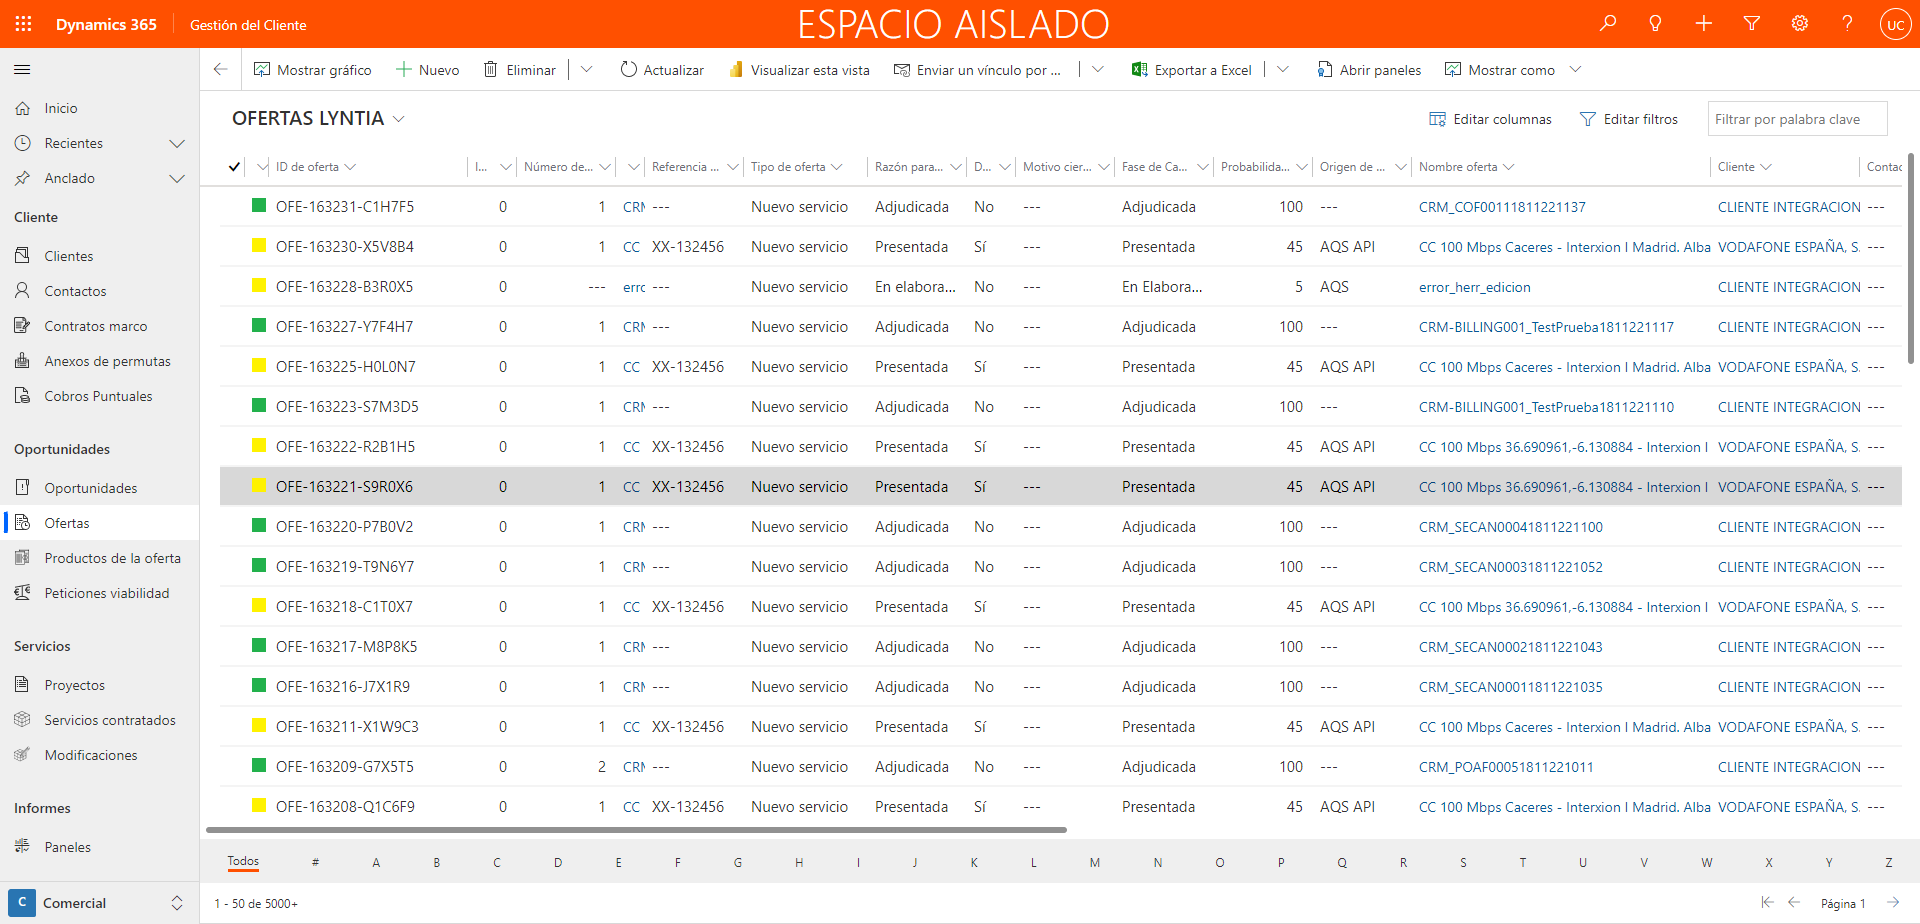 Dynamics 365 Gestión del Cliente ESPACIO AISLADO UC
Mostrar gráfico Nuevo Eliminar Actualizar Visualizar esta vista Enviar un vínculo por ... Exportar a Excel Abrir paneles Mostrar como
Inicio
Recientes
Anclado
Cliente
Clientes
Contactos
Contratos marco
Anexos de permutas
Cobros Puntuales
Oportunidades
Oportunidades
Ofertas
Productos de la oferta
Peticiones viabilidad
Servicios
Proyectos
Servicios contratados
Modificaciones
Informes
Paneles
C Comercial
OFERTAS LYNTIA Editar columnas Editar filtros Filtrar por palabra clave
ID de oferta I... Número de... Referencia ... Tipo de oferta Razón para... D... Motivo cier... Fase de Ca... Probabilida... Origen de ... Nombre oferta Cliente Contac
OFE-163231-C1H7F5 0 1 CRM --- Nuevo servicio Adjudicada No --- Adjudicada 100 --- CRM_COF00111811221137 CLIENTE INTEGRACION ---
OFE-163230-X5V8B4 0 1 CC XX-132456 Nuevo servicio Presentada Sí --- Presentada 45 AQS API CC 100 Mbps Caceres - Interxion I Madrid. Alba VODAFONE ESPAÑA, S. ---
OFE-163228-B3R0X5 --- errc --- Nuevo servicio En elabora... No --- En Elabora... 5 AQS error_herr_edicion CLIENTE INTEGRACION ---
OFE-163227-Y7F4H7 0 1 CRM --- Nuevo servicio Adjudicada No --- Adjudicada 100 --- CRM-BILLING001_TestPrueba1811221117 CLIENTE INTEGRACION ---
OFE-163225-H0L0N7 0 1 CC XX-132456 Nuevo servicio Presentada Sí --- Presentada 45 AQS API CC 100 Mbps Caceres - Interxion I Madrid. Alba VODAFONE ESPAÑA, S. ---
OFE-163223-S7M3D5 0 1 CRM --- Nuevo servicio Adjudicada No --- Adjudicada 100 --- CRM-BILLING001_TestPrueba1811221110 CLIENTE INTEGRACION ---
OFE-163222-R2B1H5 0 1 CC XX-132456 Nuevo servicio Presentada Sí --- Presentada 45 AQS API CC 100 Mbps 36.690961,-6.130884 - Interxion I VODAFONE ESPAÑA, S. ---
OFE-163221-S9R0X6 0 1 CC XX-132456 Nuevo servicio Presentada Sí --- Presentada 45 AQS API CC 100 Mbps 36.690961,-6.130884 - Interxion I VODAFONE ESPAÑA, S. ---
OFE-163220-P7B0V2 0 1 CRM --- Nuevo servicio Adjudicada No --- Adjudicada 100 --- CRM_SECAN00041811221100 CLIENTE INTEGRACION ---
OFE-163219-T9N6Y7 0 1 CRM --- Nuevo servicio Adjudicada No --- Adjudicada 100 --- CRM_SECAN00031811221052 CLIENTE INTEGRACION ---
OFE-163218-C1T0X7 0 1 CC XX-132456 Nuevo servicio Presentada Sí --- Presentada 45 AQS API CC 100 Mbps 36.690961,-6.130884 - Interxion I VODAFONE ESPAÑA, S. ---
OFE-163217-M8P8K5 0 1 CRM --- Nuevo servicio Adjudicada No --- Adjudicada 100 --- CRM_SECAN00021811221043 CLIENTE INTEGRACION ---
OFE-163216-J7X1R9 0 1 CRM --- Nuevo servicio Adjudicada No --- Adjudicada 100 --- CRM_SECAN00011811221035 CLIENTE INTEGRACION ---
OFE-163211-X1W9C3 0 1 CC XX-132456 Nuevo servicio Presentada Sí --- Presentada 45 AQS API CC 100 Mbps Caceres - Interxion I Madrid. Alba VODAFONE ESPAÑA, S. ---
OFE-163209-G7X5T5 0 2 CRM --- Nuevo servicio Adjudicada No --- Adjudicada 100 --- CRM_POAF00051811221011 CLIENTE INTEGRACION ---
OFE-163208-Q1C6F9 0 1 CC XX-132456 Nuevo servicio Presentada Sí --- Presentada 45 AQS API CC 100 Mbps Caceres - Interxion I Madrid. Alba VODAFONE ESPAÑA, S. ---
Todos # A B C D E F G H I J K L M N O P Q R S T U V W X Y Z
1 - 50 de 5000+ Página 1